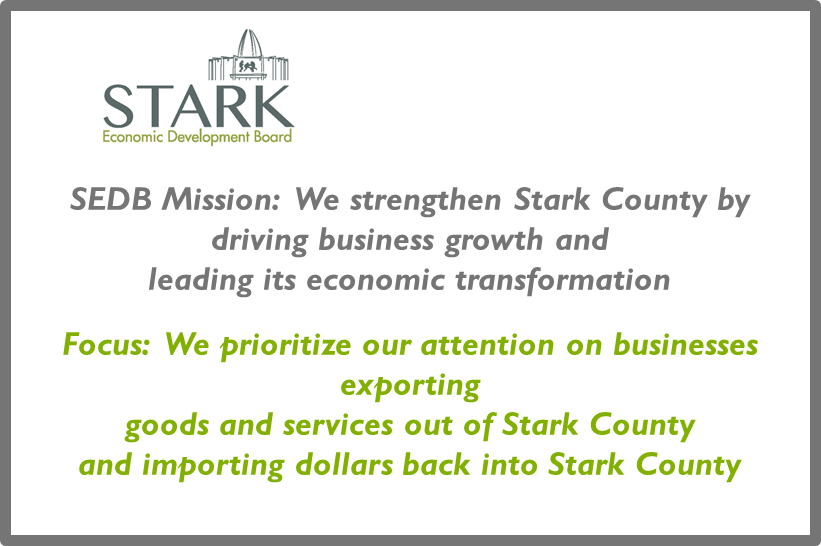 STARK
Economic Development Board
SEDB Mission: We strengthen Stark County by
driving business growth and
leading its economic transformation
Focus: We prioritize our attention on businesses
exporting
goods and services out of Stark County
and importing dollars back into Stark County